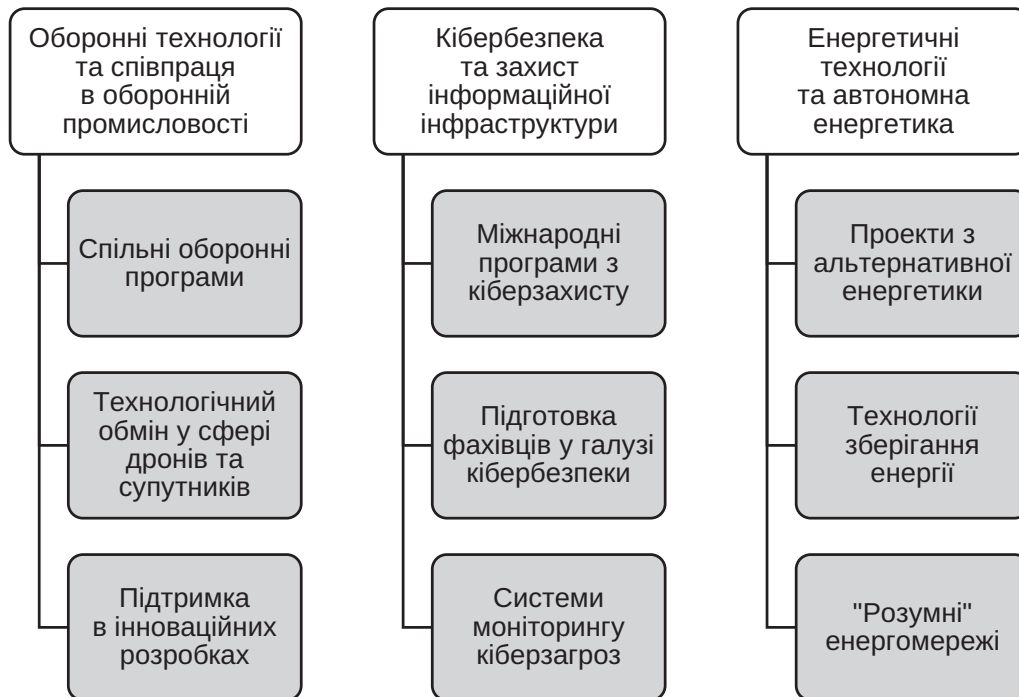 Оборонні технології
та співпраця
в оборонній
промисловості
Спільні оборонні
програми
Технологічний
обмін у сфері
дронів та
супутників
Підтримка
в інноваційних
розробках
Кібербезпека
та захист
інформаційної
інфраструктури
Міжнародні
програми з
кіберзахисту
Підготовка
фахівців у галузі
кібербезпеки
Системи
моніторингу
кіберзагроз
Енергетичні
технології
та автономна
енергетика
Проекти з
альтернативної
енергетики
Технології
зберігання
енергії
"Розумні"
енергомережі